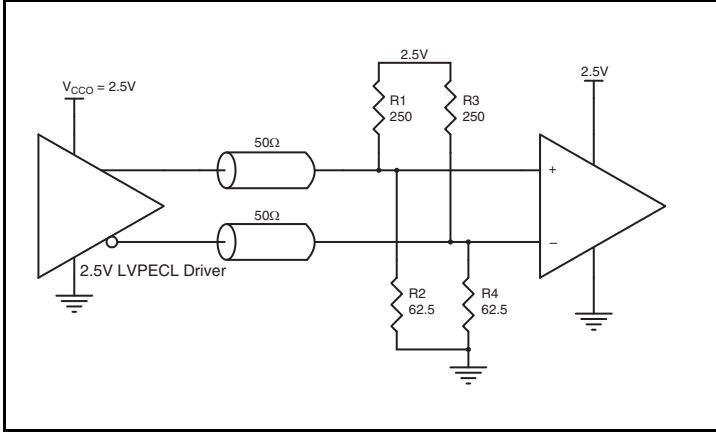 2.5V
V_CCO = 2.5V
2.5V
R1
250
R3
250
50Ω
+
50Ω
−
2.5V LVPECL Driver
R2
62.5
R4
62.5